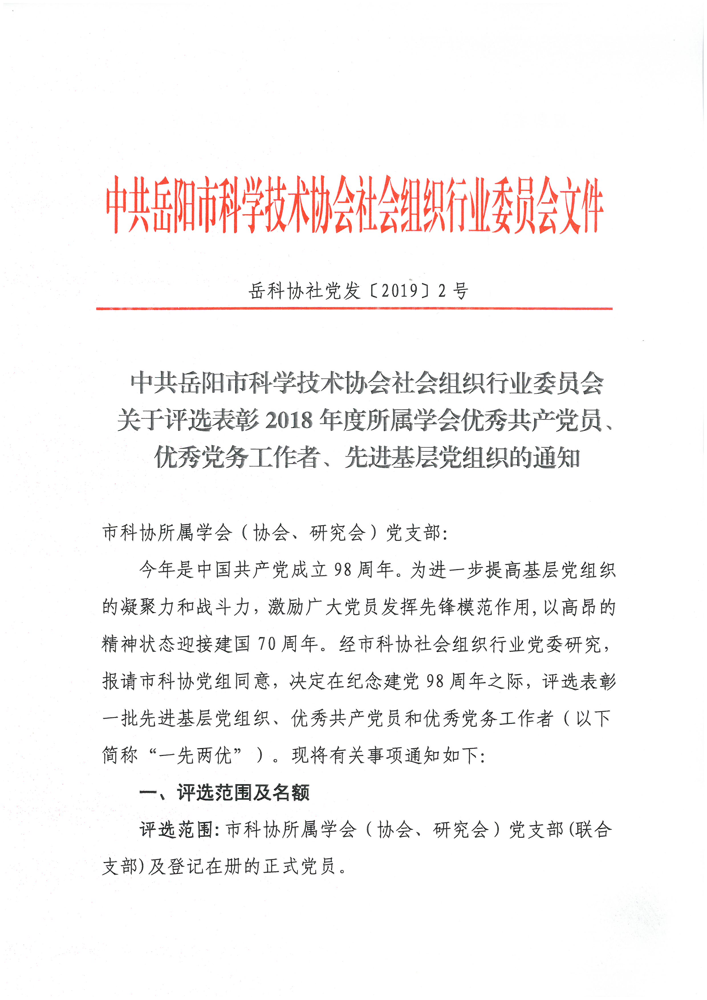 中共岳阳市科学技术协会社会组织行业委员会文件
岳科协社党发〔2019〕2号
中共岳阳市科学技术协会社会组织行业委员会
关于评选表彰 2018 年度所属学会优秀共产党员、
优秀党务工作者、先进基层党组织的通知
市科协所属学会（协会、研究会）党支部：
今年是中国共产党成立 98 周年。为进一步提高基层党组织
的凝聚力和战斗力，激励广大党员发挥先锋模范作用，以高昂的
精神状态迎接建国 70 周年。经市科协社会组织行业党委研究，
报请市科协党组同意，决定在纪念建党 98 周年之际，评选表彰
一批先进基层党组织、优秀共产党员和优秀党务工作者（以下
简称“一先两优”）。现将有关事项通知如下：
一、评选范围及名额
评选范围：市科协所属学会（协会、研究会）党支部(联合
支部)及登记在册的正式党员。